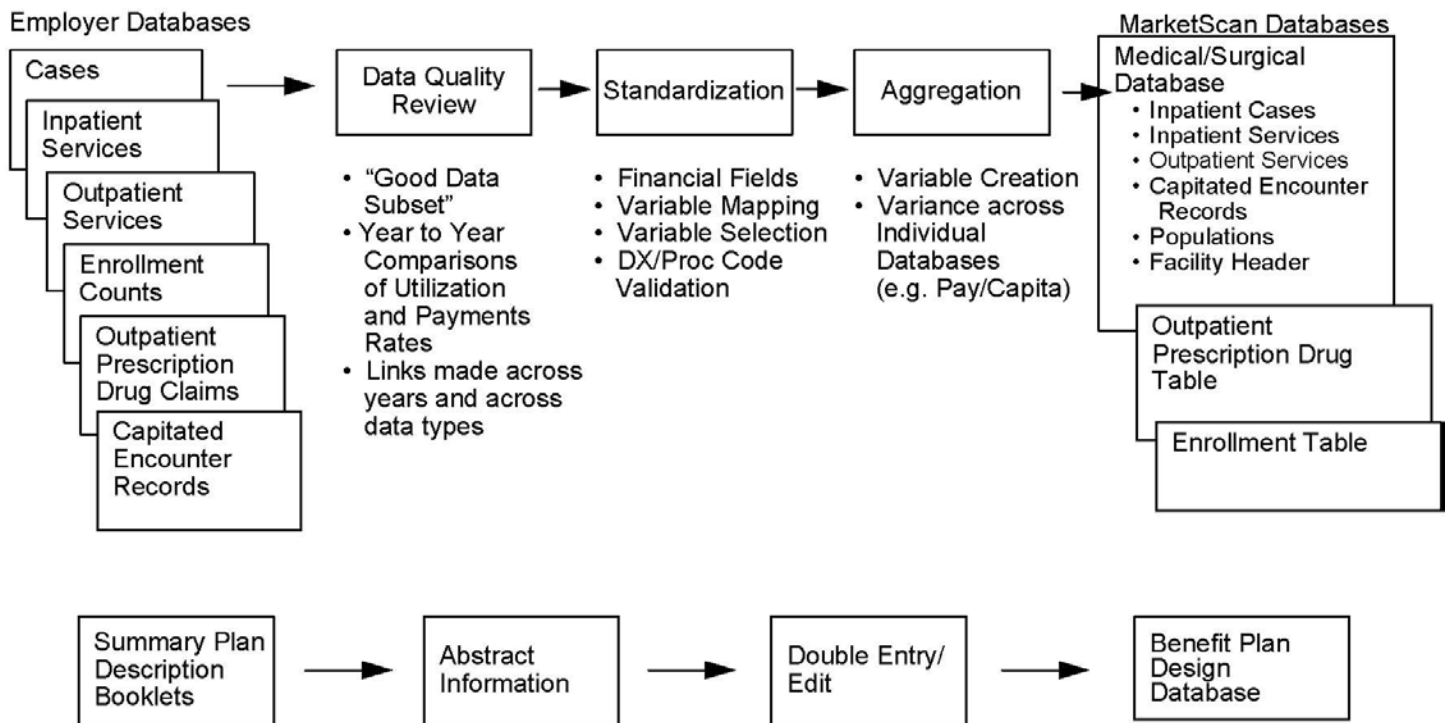 Employer Databases
Cases
Inpatient
Services
Outpatient
Services
Enrollment
Counts
Outpatient
Prescription
Drug Claims
Capitated
Encounter
Records
Data Quality
Review
• “Good Data
Subset”
• Year to Year
Comparisons
of Utilization
and Payments
Rates
• Links made across
years and across
data types
Standardization
• Financial Fields
• Variable Mapping
• Variable Selection
• DX/Proc Code
Validation
Aggregation
• Variable Creation
• Variance across
Individual
Databases
(e.g. Pay/Capita)
MarketScan Databases
Medical/Surgical
Database
• Inpatient Cases
• Inpatient Services
• Outpatient Services
• Capitated Encounter
Records
• Populations
• Facility Header
Outpatient
Prescription Drug
Table
Enrollment Table
Summary Plan
Description
Booklets
Abstract
Information
Double Entry/
Edit
Benefit Plan
Design
Database